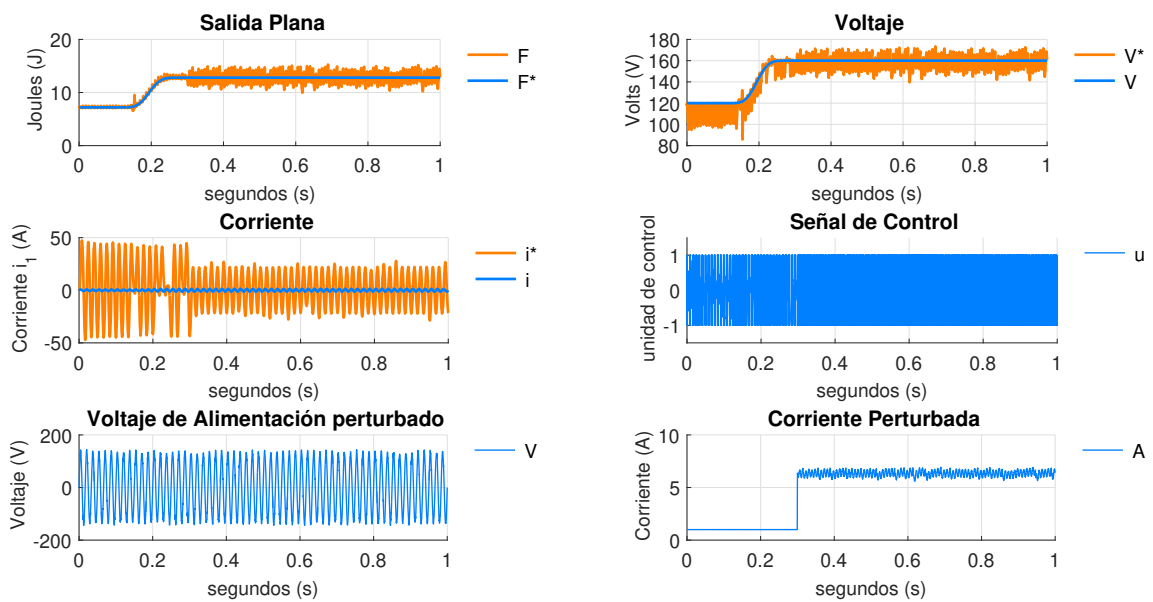 Salida Plana
Joules (J)
20
10
0
0 0.2 0.4 0.6 0.8 1
segundos (s)
F
F*
Voltaje
Volts (V)
180
160
140
120
100
80
0 0.2 0.4 0.6 0.8 1
segundos (s)
V*
V
Corriente
Corriente i_1 (A)
50
0
-50
0 0.2 0.4 0.6 0.8 1
segundos (s)
i*
i
Señal de Control
unidad de control
1
0
-1
0 0.2 0.4 0.6 0.8 1
segundos (s)
u
Voltaje de Alimentación perturbado
Voltaje (V)
200
0
-200
0 0.2 0.4 0.6 0.8 1
segundos (s)
V
Corriente Perturbada
Corriente (A)
10
5
0
0 0.2 0.4 0.6 0.8 1
segundos (s)
A